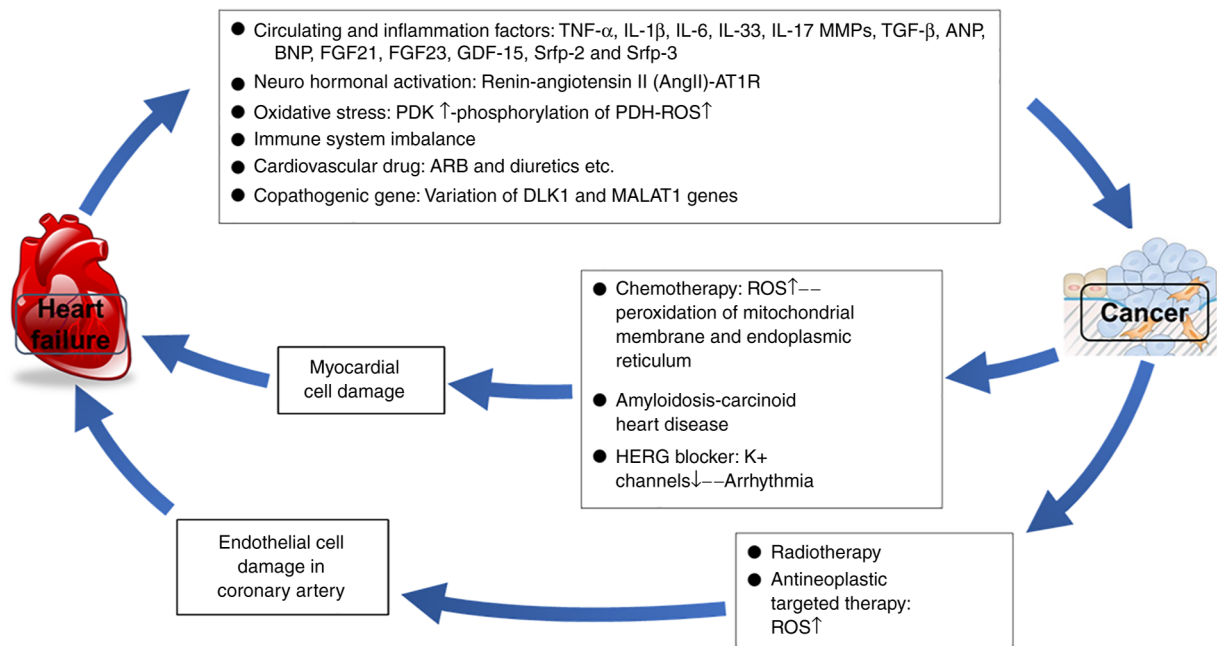 ● Circulating and inflammation factors: TNF-α, IL-1β, IL-6, IL-33, IL-17 MMPs, TGF-β, ANP,
BNP, FGF21, FGF23, GDF-15, Srfp-2 and Srfp-3
● Neuro hormonal activation: Renin-angiotensin II (AngII)-AT1R
● Oxidative stress: PDK ↑-phosphorylation of PDH-ROS↑
● Immune system imbalance
● Cardiovascular drug: ARB and diuretics etc.
● Copathogenic gene: Variation of DLK1 and MALAT1 genes
Heart
failure
Cancer
● Chemotherapy: ROS↑––
peroxidation of mitochondrial
membrane and endoplasmic
reticulum
● Amyloidosis-carcinoid
heart disease
● HERG blocker: K+
channels↓––Arrhythmia
Myocardial
cell damage
Endothelial cell
damage in
coronary artery
● Radiotherapy
● Antineoplastic
targeted therapy:
ROS↑